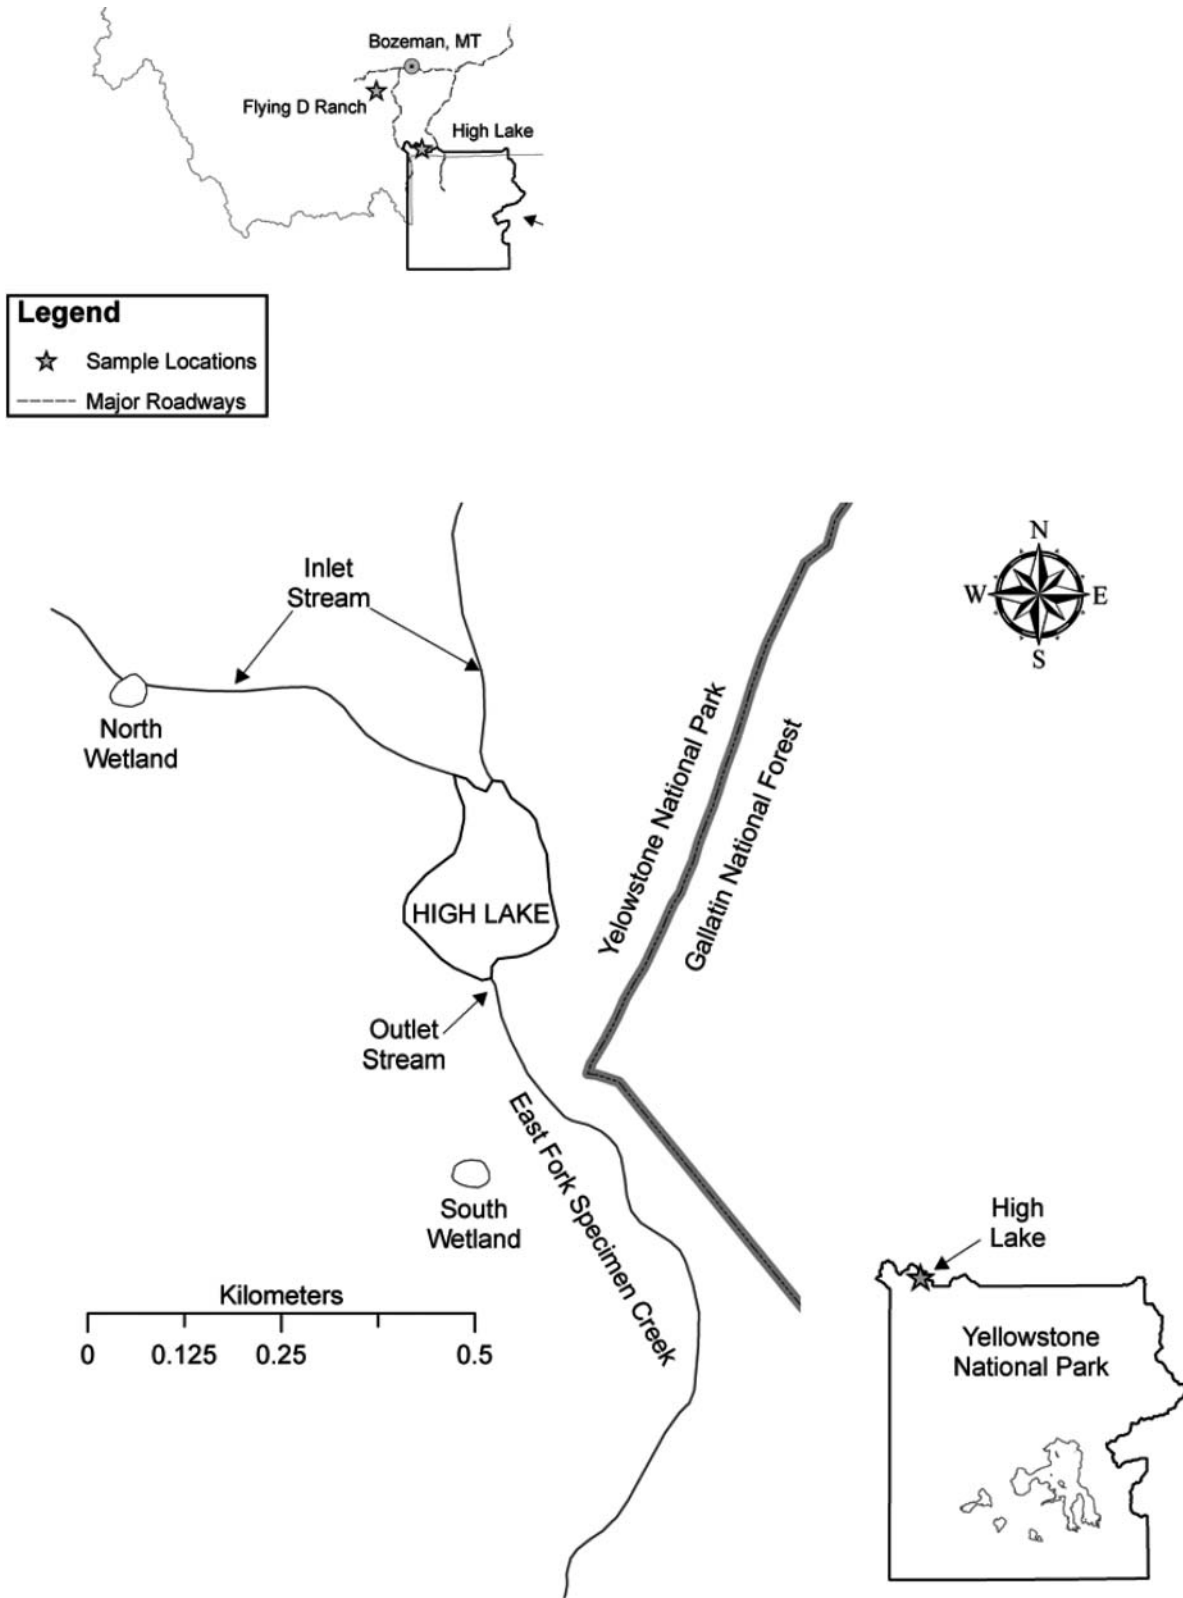 Bozeman, MT
Flying D Ranch
High Lake
Legend
Sample Locations
Major Roadways
Inlet
Stream
N
W
E
S
North
Wetland
Yelowstone National Park
Gallatin National Forest
HIGH LAKE
Outlet
Stream
East Fork Specimen Creek
South
Wetland
High
Lake
Kilometers
0
0.125
0.25
0.5
Yellowstone
National Park